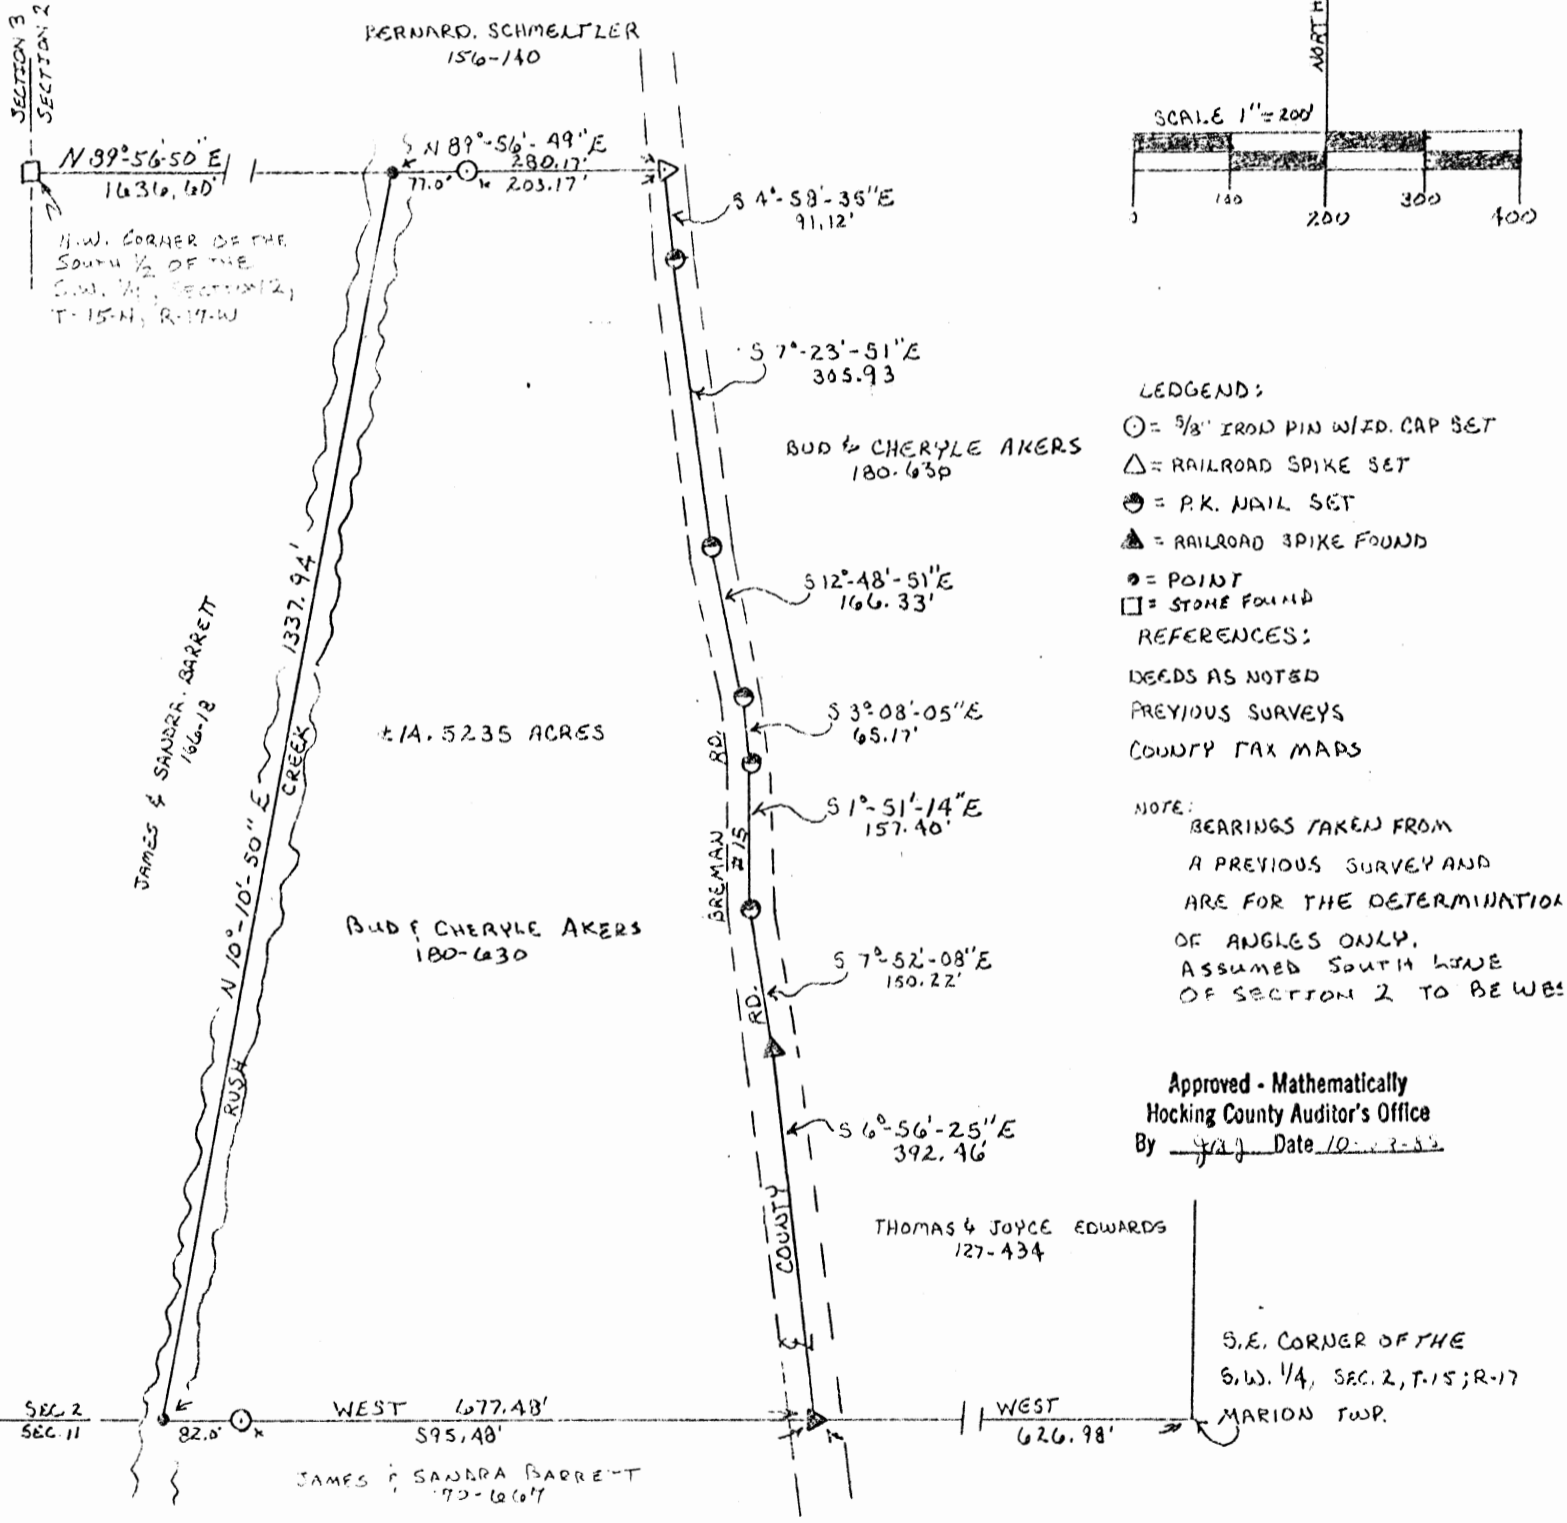 SECTION 3
SECTION 2
BERNARD. SCHMELTZER
156-140
NORTH
SCALE 1"=200'
0 100 200 300 400
N 89°-56'-50" E
1636.60'
N 89°-56'-49" E
280.17'
77.0' 203.17'
N.W. CORNER OF THE
SOUTH 1/2 OF THE
S.W. 1/4, SECTION 2,
T-15-N, R-17-W
S 4°-58'-35"E
91.12'
S 7°-23'-51"E
305.93
BUD & CHERYLE AKERS
180-630
S 12°-48'-51"E
166.33'
S 3°-08'-05"E
65.17'
S 1°-51'-14"E
157.40'
S 7°-52'-08"E
150.22'
S 6°-56'-25"E
392.46'
LEDGEND:
= 5/8" IRON PIN W/ID. CAP SET
= RAILROAD SPIKE SET
= P.K. NAIL SET
= RAILROAD SPIKE FOUND
= POINT
= STONE FOUND
REFERENCES:
DEEDS AS NOTED
PREVIOUS SURVEYS
COUNTY TAX MAPS
NOTE:
BEARINGS TAKEN FROM
A PREVIOUS SURVEY AND
ARE FOR THE DETERMINATION
OF ANGLES ONLY.
ASSUMED SOUTH LINE
OF SECTION 2 TO BE WES
Approved - Mathematically
Hocking County Auditor's Office
By Date
JAMES & SANDRA BARRETT
166-18
N 10°-10'-50" E 1337.94'
RUSH CREEK
±14.5235 ACRES
BUD & CHERYLE AKERS
180-630
BREMAN RD.
COUNTY RD. #15
THOMAS & JOYCE EDWARDS
127-434
S.E. CORNER OF THE
S.W. 1/4, SEC. 2, T-15; R-17
MARION TWP.
SEC. 2
SEC. 11
WEST 677.48'
82.0' 595.48'
WEST
626.98'
JAMES & SANDRA BARRETT